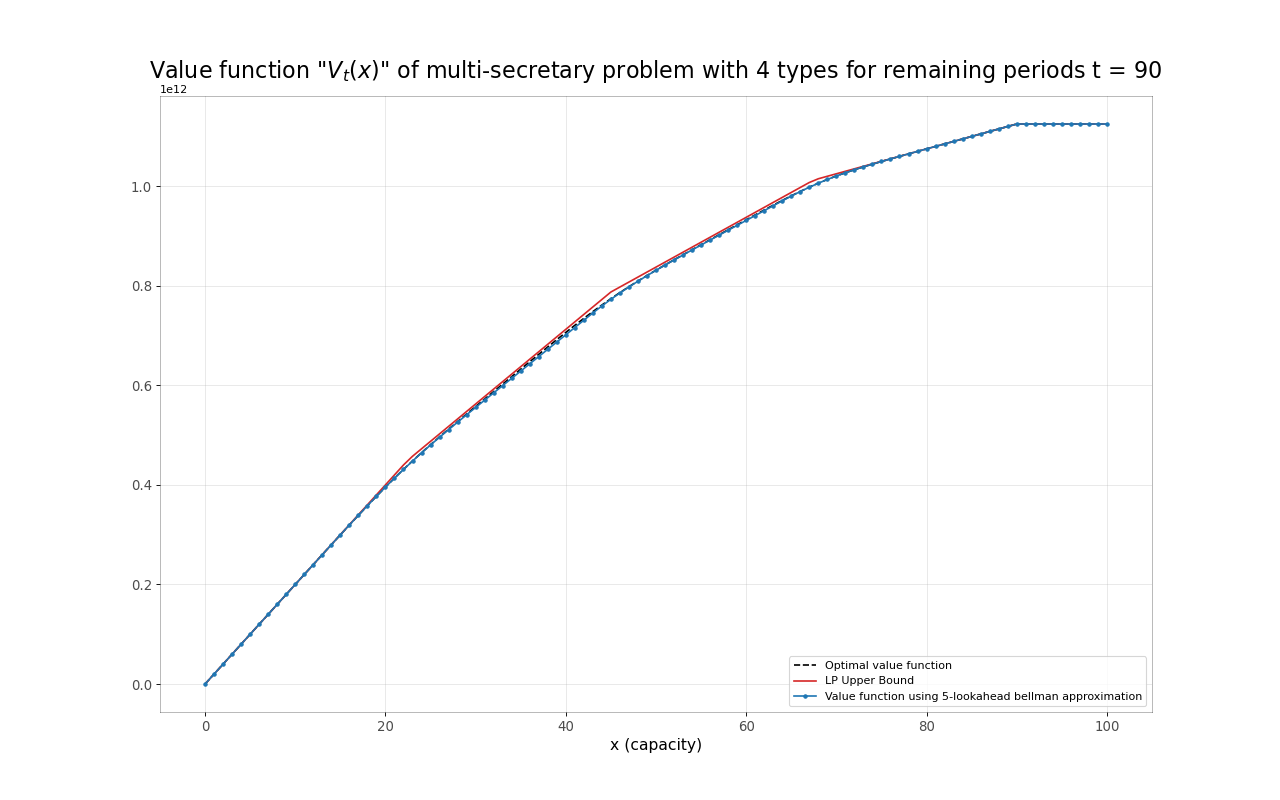 Value function "V_t(x)" of multi-secretary problem with 4 types for remaining periods t = 90
1e12
1.0
0.8
0.6
0.4
0.2
0.0
Optimal value function
LP Upper Bound
Value function using 5-lookahead bellman approximation
0 20 40 60 80 100
x (capacity)